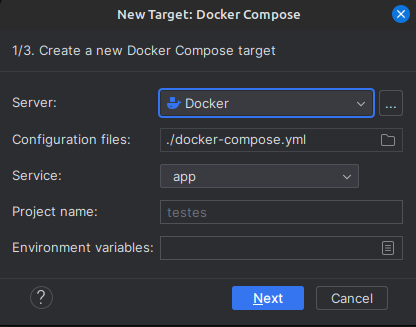 New Target: Docker Compose
1/3. Create a new Docker Compose target
Server: Docker ...
Configuration files: ./docker-compose.yml
Service: app
Project name: testes
Environment variables:
? Next Cancel